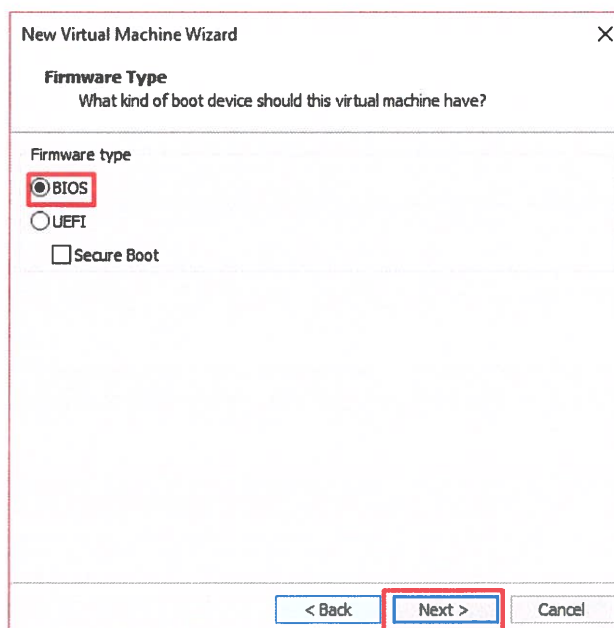 New Virtual Machine Wizard
Firmware Type
What kind of boot device should this virtual machine have?
Firmware type
BIOS
UEFI
Secure Boot
< Back
Next >
Cancel